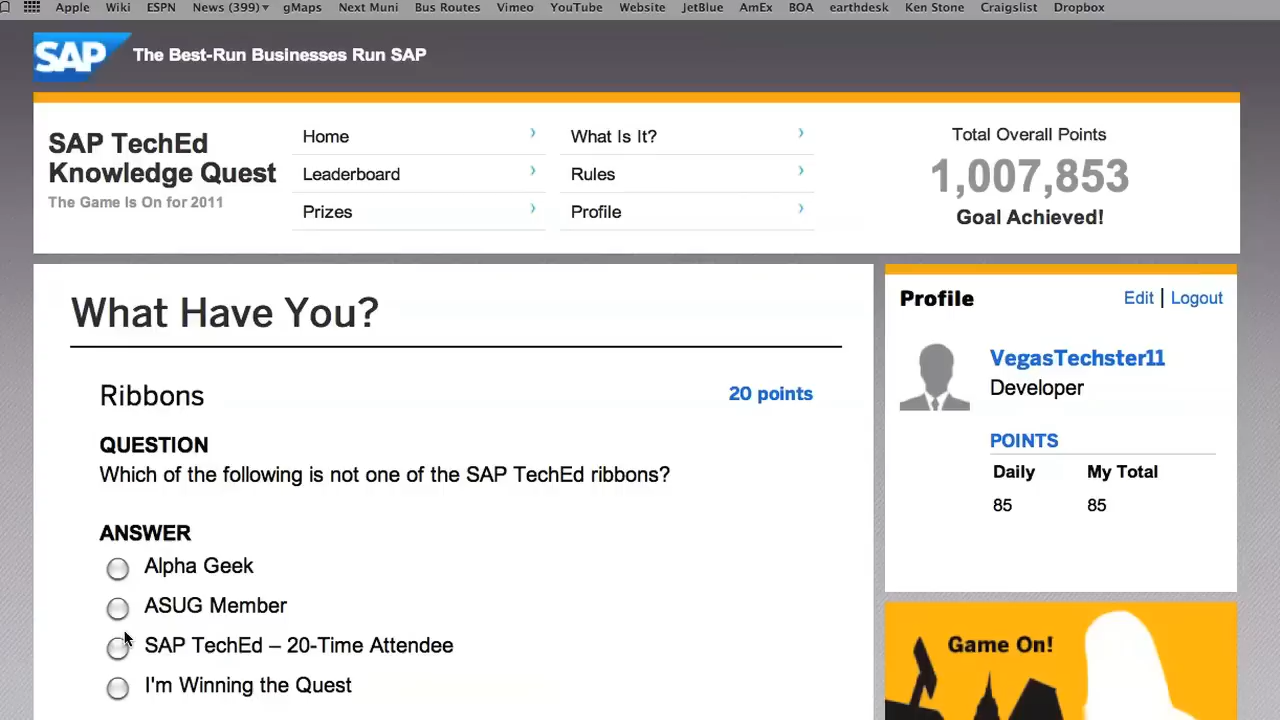 Apple Wiki ESPN News (399)▾ gMaps Next Muni Bus Routes Vimeo YouTube Website JetBlue AmEx BOA earthdesk Ken Stone Craigslist Dropbox
SAP The Best-Run Businesses Run SAP
SAP TechEd
Knowledge Quest
The Game Is On for 2011
Home
Leaderboard
Prizes
What Is It?
Rules
Profile
Total Overall Points
1,007,853
Goal Achieved!
What Have You?
Ribbons 20 points
QUESTION
Which of the following is not one of the SAP TechEd ribbons?
ANSWER
Alpha Geek
ASUG Member
SAP TechEd – 20-Time Attendee
I'm Winning the Quest
Profile Edit | Logout
VegasTechster11
Developer
POINTS
Daily My Total
85 85
Game On!